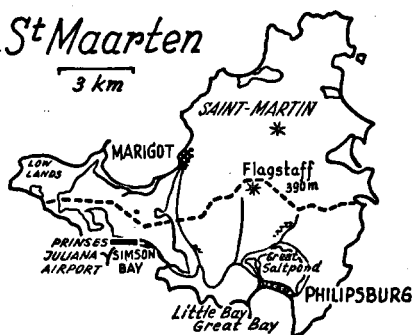 St Maarten
3 km
SAINT-MARTIN
MARIGOT
LOW
LANDS
Flagstaff
390m
PRINSES
JULIANA
AIRPORT
SIMSON
BAY
Great
Saltpond
PHILIPSBURG
Little Bay
Great Bay